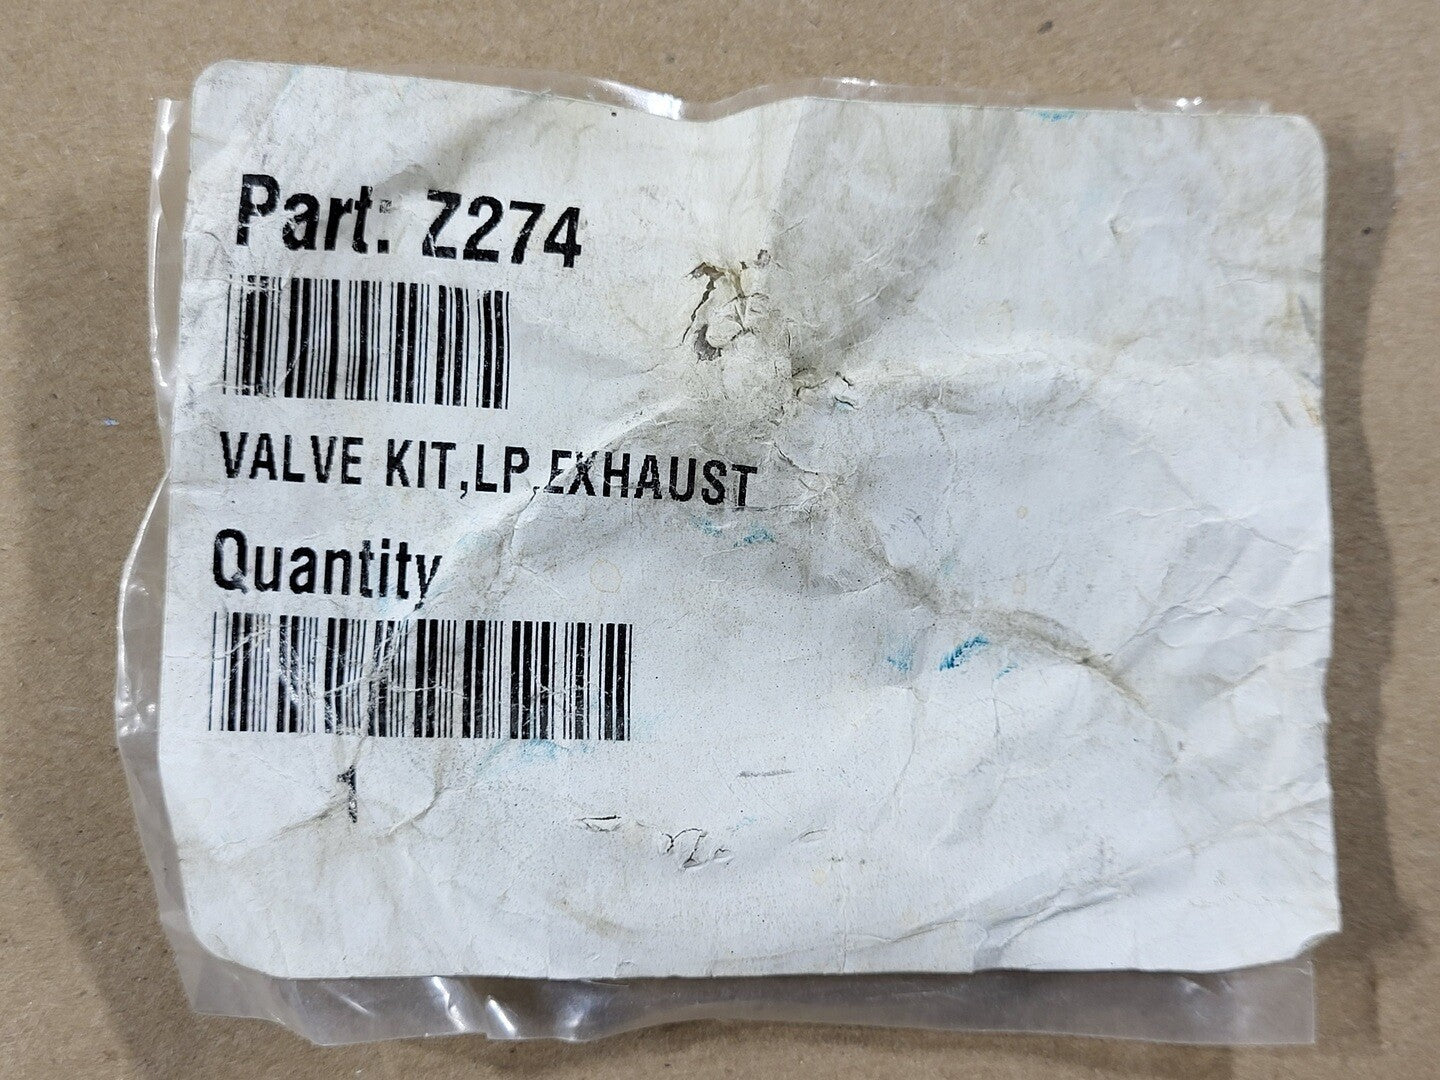 Part: Z274
VALVE KIT,LP,EXHAUST
Quantity
1